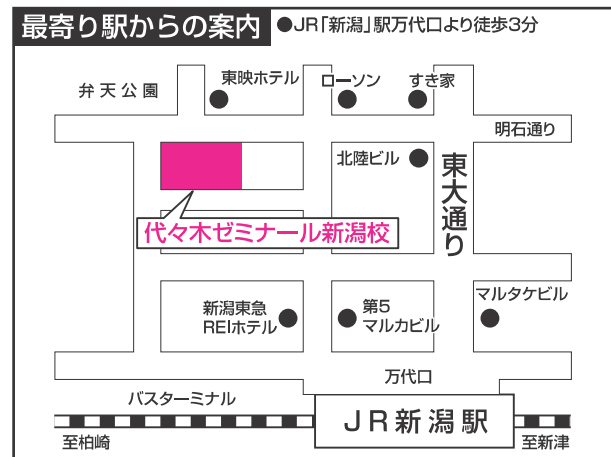 最寄り駅からの案内
●JR「新潟」駅万代口より徒歩3分
弁天公園
東映ホテル
ローソン
すき家
明石通り
北陸ビル
東大通り
代々木ゼミナール新潟校
新潟東急
REIホテル
第5
マルカビル
マルタケビル
万代口
バスターミナル
JR新潟駅
至柏崎
至新津